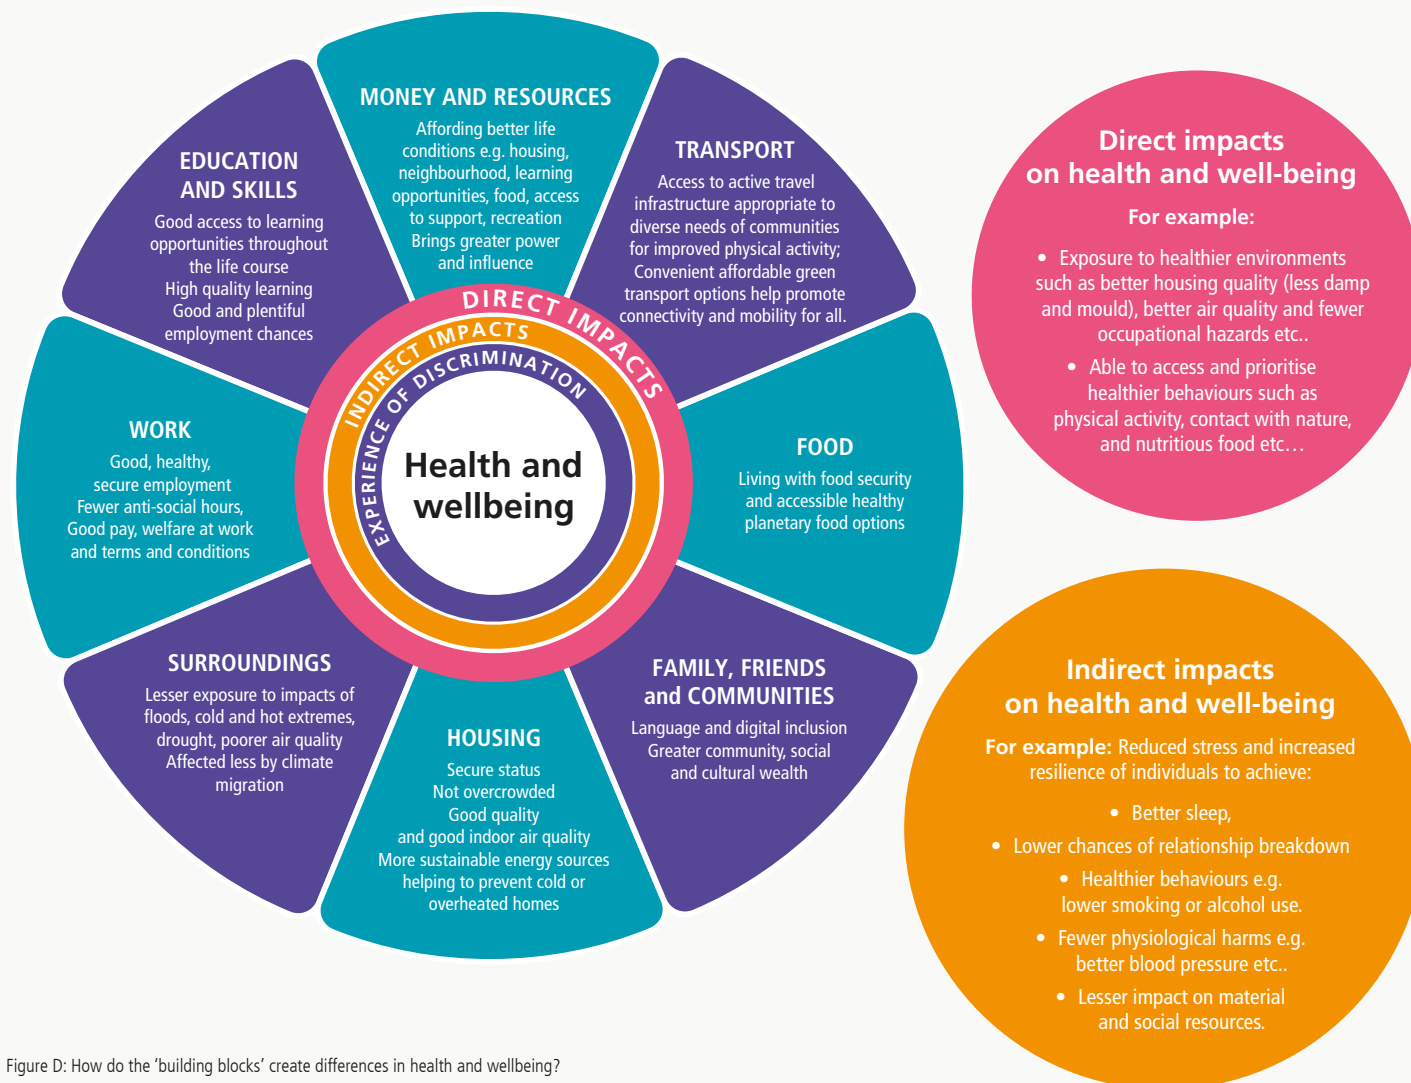 MONEY AND RESOURCES
Affording better life
conditions e.g. housing,
neighbourhood, learning
opportunities, food, access
to support, recreation
Brings greater power
and influence
TRANSPORT
Access to active travel
infrastructure appropriate to
diverse needs of communities
for improved physical activity;
Convenient affordable green
transport options help promote
connectivity and mobility for all.
FOOD
Living with food security
and accessible healthy
planetary food options
FAMILY, FRIENDS
and COMMUNITIES
Language and digital inclusion
Greater community, social
and cultural wealth
HOUSING
Secure status
Not overcrowded
Good quality
and good indoor air quality
More sustainable energy sources
helping to prevent cold or
overheated homes
SURROUNDINGS
Lesser exposure to impacts of
floods, cold and hot extremes,
drought, poorer air quality
Affected less by climate
migration
WORK
Good, healthy,
secure employment
Fewer anti-social hours,
Good pay, welfare at work
and terms and conditions
EDUCATION
AND SKILLS
Good access to learning
opportunities throughout
the life course
High quality learning
Good and plentiful
employment chances
DIRECT IMPACTS
INDIRECT IMPACTS
EXPERIENCE OF DISCRIMINATION
Health and
wellbeing
Direct impacts
on health and well-being
For example:
• Exposure to healthier environments
such as better housing quality (less damp
and mould), better air quality and fewer
occupational hazards etc..
• Able to access and prioritise
healthier behaviours such as
physical activity, contact with nature,
and nutritious food etc…
Indirect impacts
on health and well-being
For example: Reduced stress and increased
resilience of individuals to achieve:
• Better sleep,
• Lower chances of relationship breakdown
• Healthier behaviours e.g.
lower smoking or alcohol use.
• Fewer physiological harms e.g.
better blood pressure etc..
• Lesser impact on material
and social resources.
Figure D: How do the ‘building blocks’ create differences in health and wellbeing?